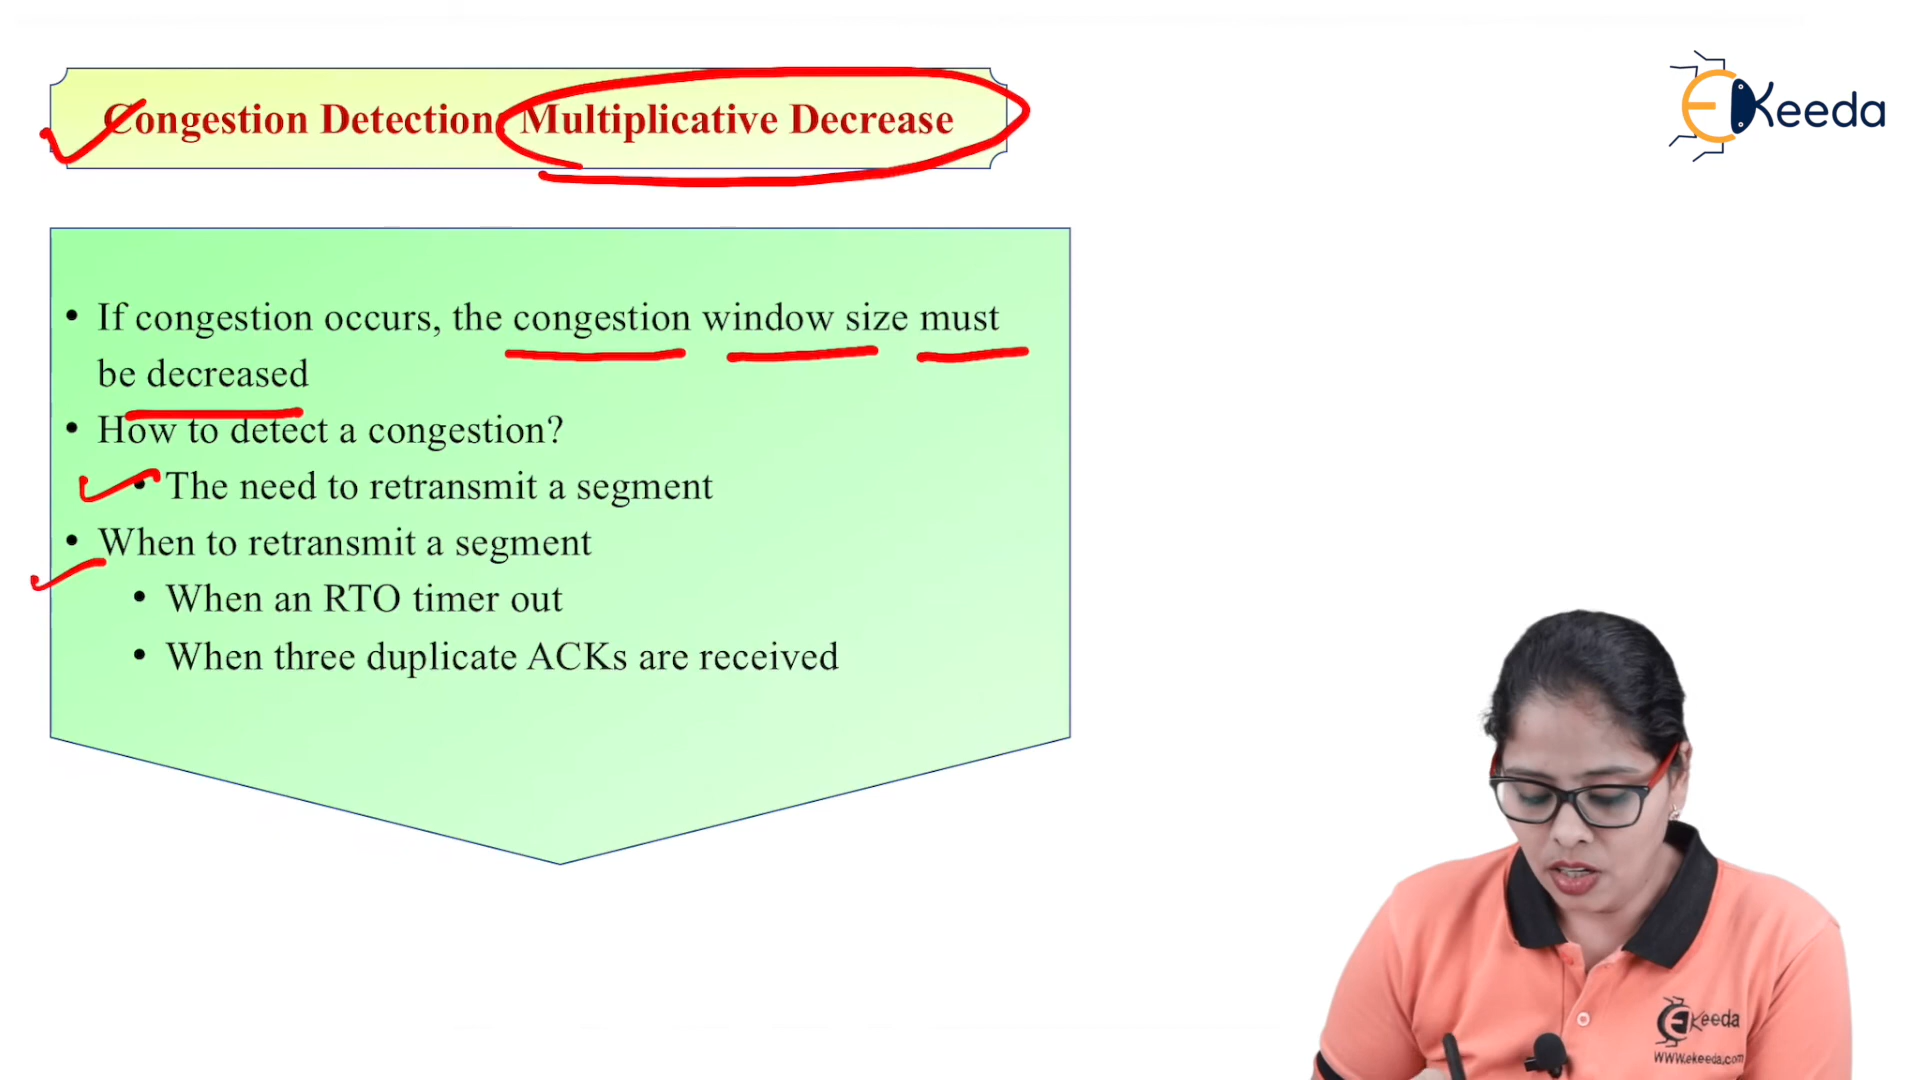 Congestion Detection: Multiplicative Decrease
EKeeda
• If congestion occurs, the congestion window size must
be decreased
• How to detect a congestion?
• The need to retransmit a segment
• When to retransmit a segment
• When an RTO timer out
• When three duplicate ACKs are received
EKeeda
www.ekeeda.com